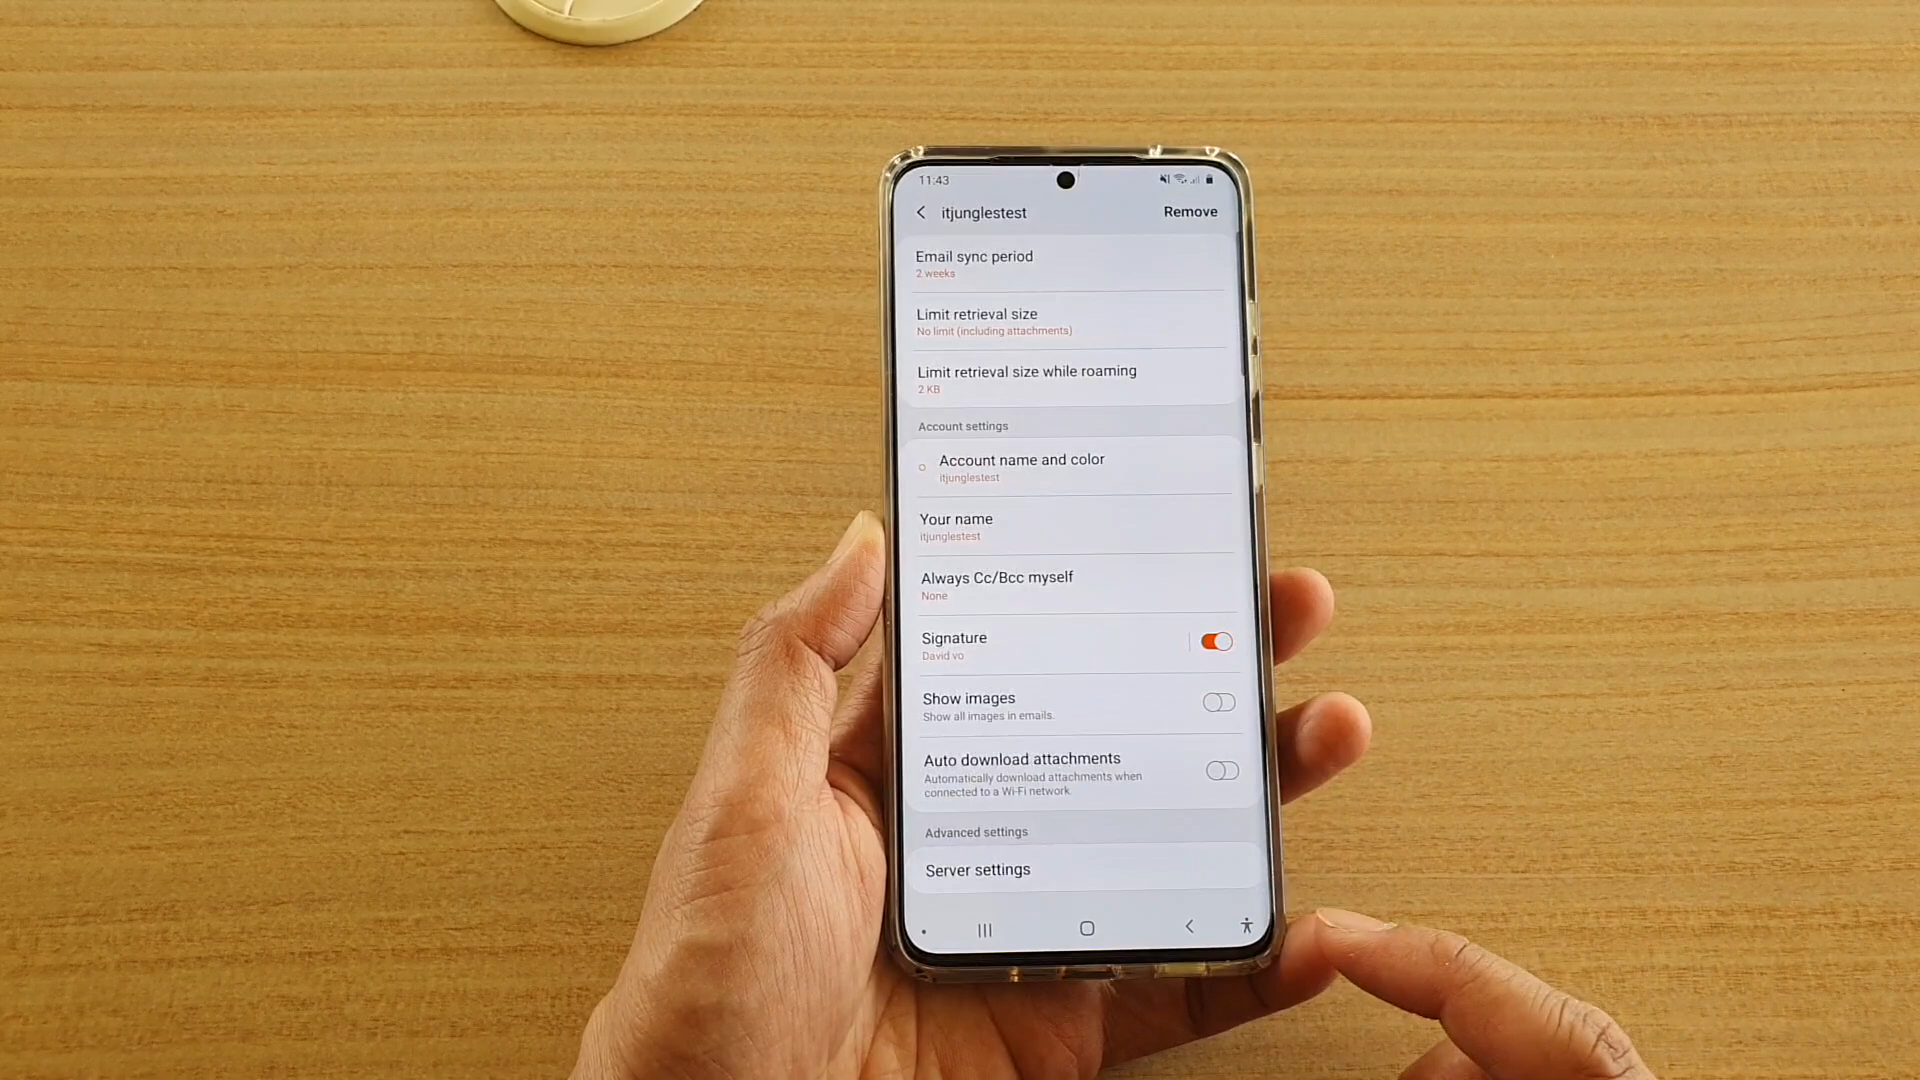 11:43
itjunglestest
Remove
Email sync period
2 weeks
Limit retrieval size
No limit (including attachments)
Limit retrieval size while roaming
2 KB
Account settings
Account name and color
itjunglestest
Your name
itjunglestest
Always Cc/Bcc myself
None
Signature
David vo
Show images
Show all images in emails.
Auto download attachments
Automatically download attachments when
connected to a Wi-Fi network.
Advanced settings
Server settings